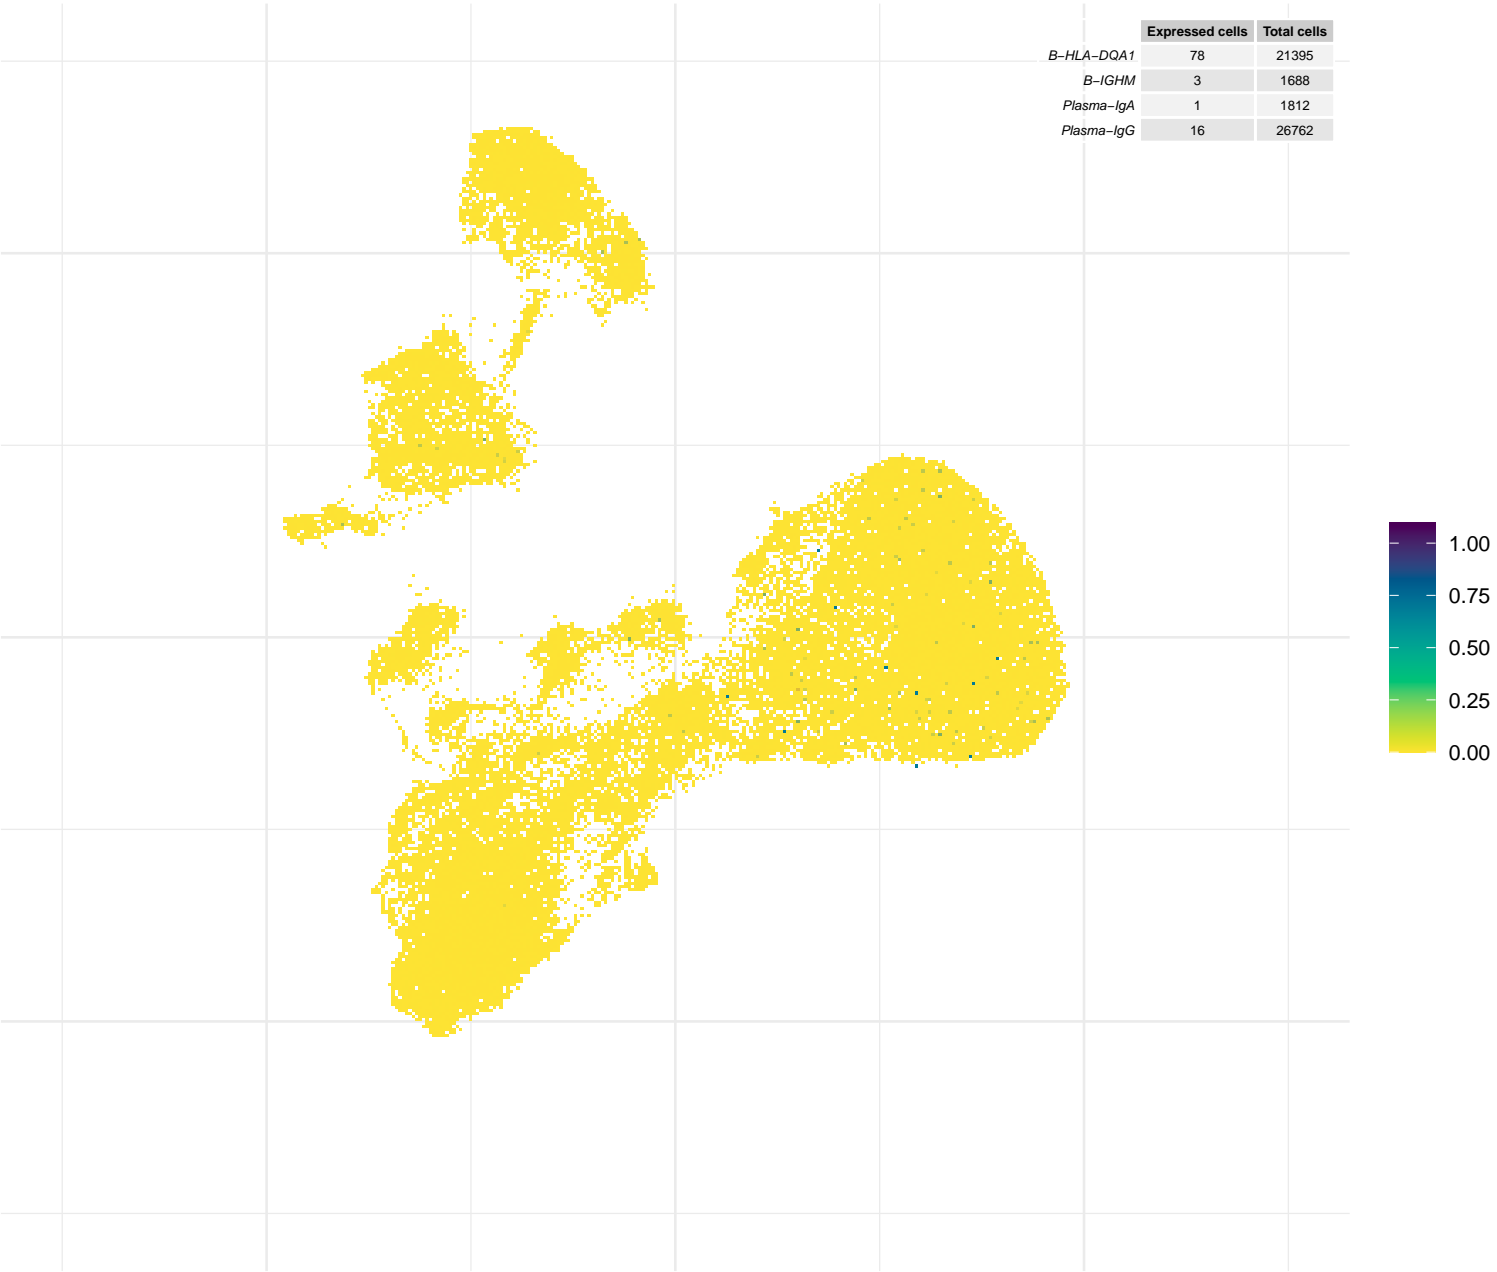 Expressed cells Total cells
B−HLA−DQA1 78 21395
B−IGHM 3 1688
Plasma−IgA 1 1812
Plasma−IgG 16 26762
1.00
0.75
0.50
0.25
0.00